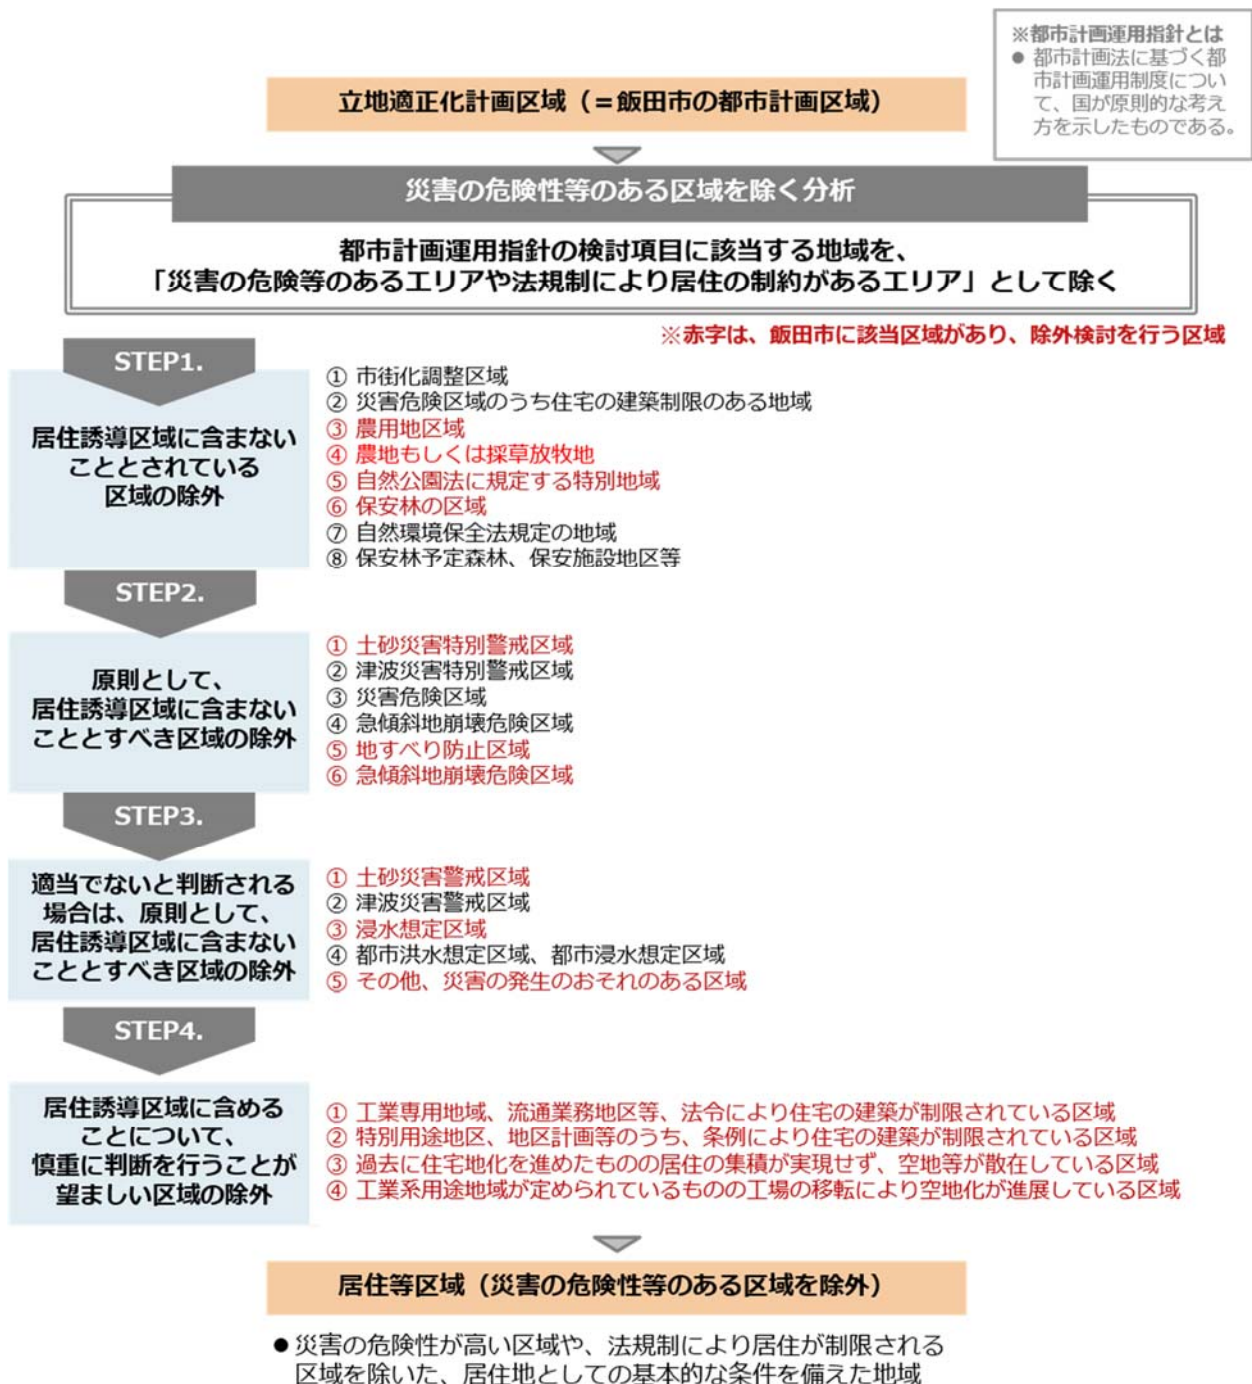 ※都市計画運用指針とは
● 都市計画法に基づく都
市計画運用制度につい
て、国が原則的な考え
方を示したものである。
立地適正化計画区域（＝飯田市の都市計画区域）
災害の危険性等のある区域を除く分析
都市計画運用指針の検討項目に該当する地域を、
「災害の危険等のあるエリアや法規制により居住の制約があるエリア」として除く
※赤字は、飯田市に該当区域があり、除外検討を行う区域
STEP1.
居住誘導区域に含まない
こととされている
区域の除外
① 市街化調整区域
② 災害危険区域のうち住宅の建築制限のある地域
③ 農用地区域
④ 農地もしくは採草放牧地
⑤ 自然公園法に規定する特別地域
⑥ 保安林の区域
⑦ 自然環境保全法規定の地域
⑧ 保安林予定森林、保安施設地区等
STEP2.
原則として、
居住誘導区域に含まない
こととすべき区域の除外
① 土砂災害特別警戒区域
② 津波災害特別警戒区域
③ 災害危険区域
④ 急傾斜地崩壊危険区域
⑤ 地すべり防止区域
⑥ 急傾斜地崩壊危険区域
STEP3.
適当でないと判断される
場合は、原則として、
居住誘導区域に含まない
こととすべき区域の除外
① 土砂災害警戒区域
② 津波災害警戒区域
③ 浸水想定区域
④ 都市洪水想定区域、都市浸水想定区域
⑤ その他、災害の発生のおそれのある区域
STEP4.
居住誘導区域に含める
ことについて、
慎重に判断を行うことが
望ましい区域の除外
① 工業専用地域、流通業務地区等、法令により住宅の建築が制限されている区域
② 特別用途地区、地区計画等のうち、条例により住宅の建築が制限されている区域
③ 過去に住宅地化を進めたものの居住の集積が実現せず、空地等が散在している区域
④ 工業系用途地域が定められているものの工場の移転により空地化が進展している区域
居住等区域（災害の危険性等のある区域を除外）
● 災害の危険性が高い区域や、法規制により居住が制限される
区域を除いた、居住地としての基本的な条件を備えた地域